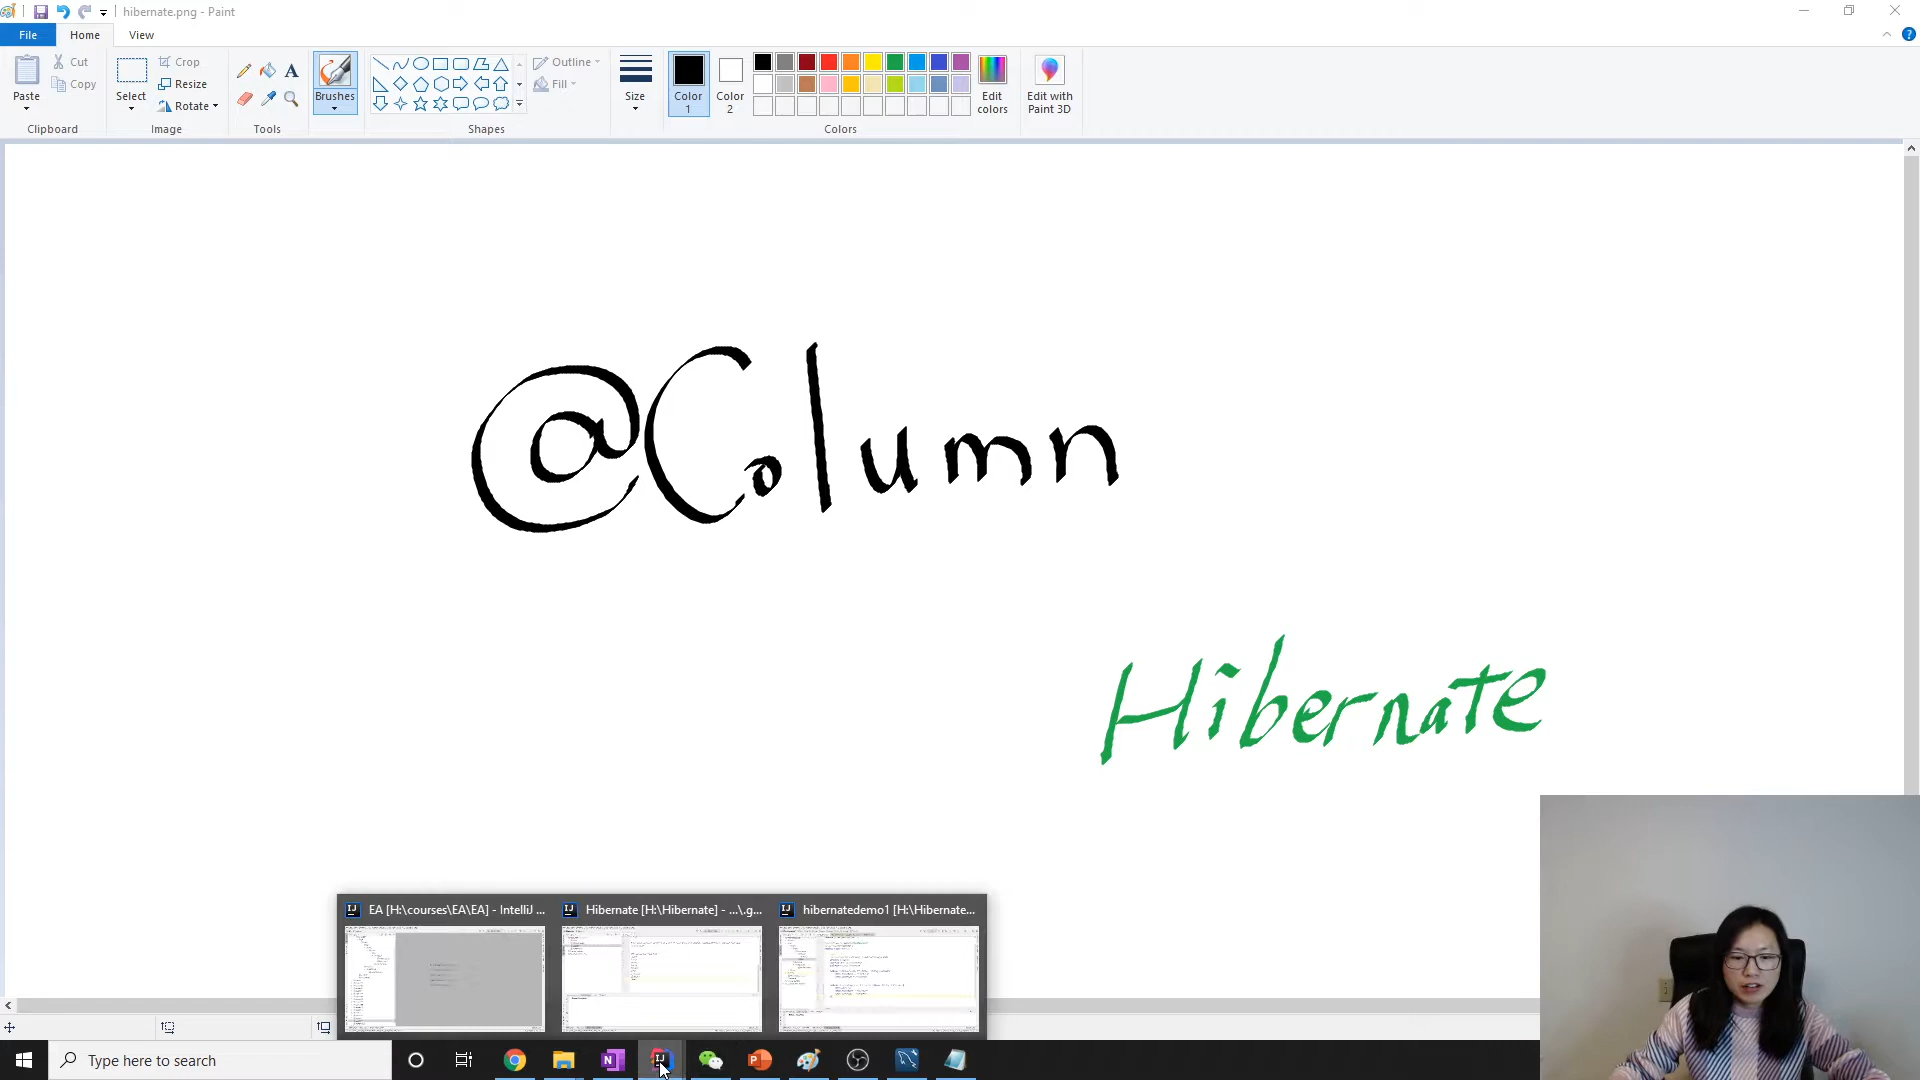 hibernate.png - Paint
File
Home
View
Paste
Cut
Copy
Clipboard
Select
Crop
Resize
Rotate
Image
Tools
Brushes
Outline
Fill
Shapes
Size
Color
1
Color
2
Edit
colors
Colors
Edit with
Paint 3D
@Column
Hibernate
EA [H:\courses\EA\EA] - IntelliJ ...
Hibernate [H:\Hibernate] - ...\.g...
hibernatedemo1 [H:\Hibernate...
Type here to search